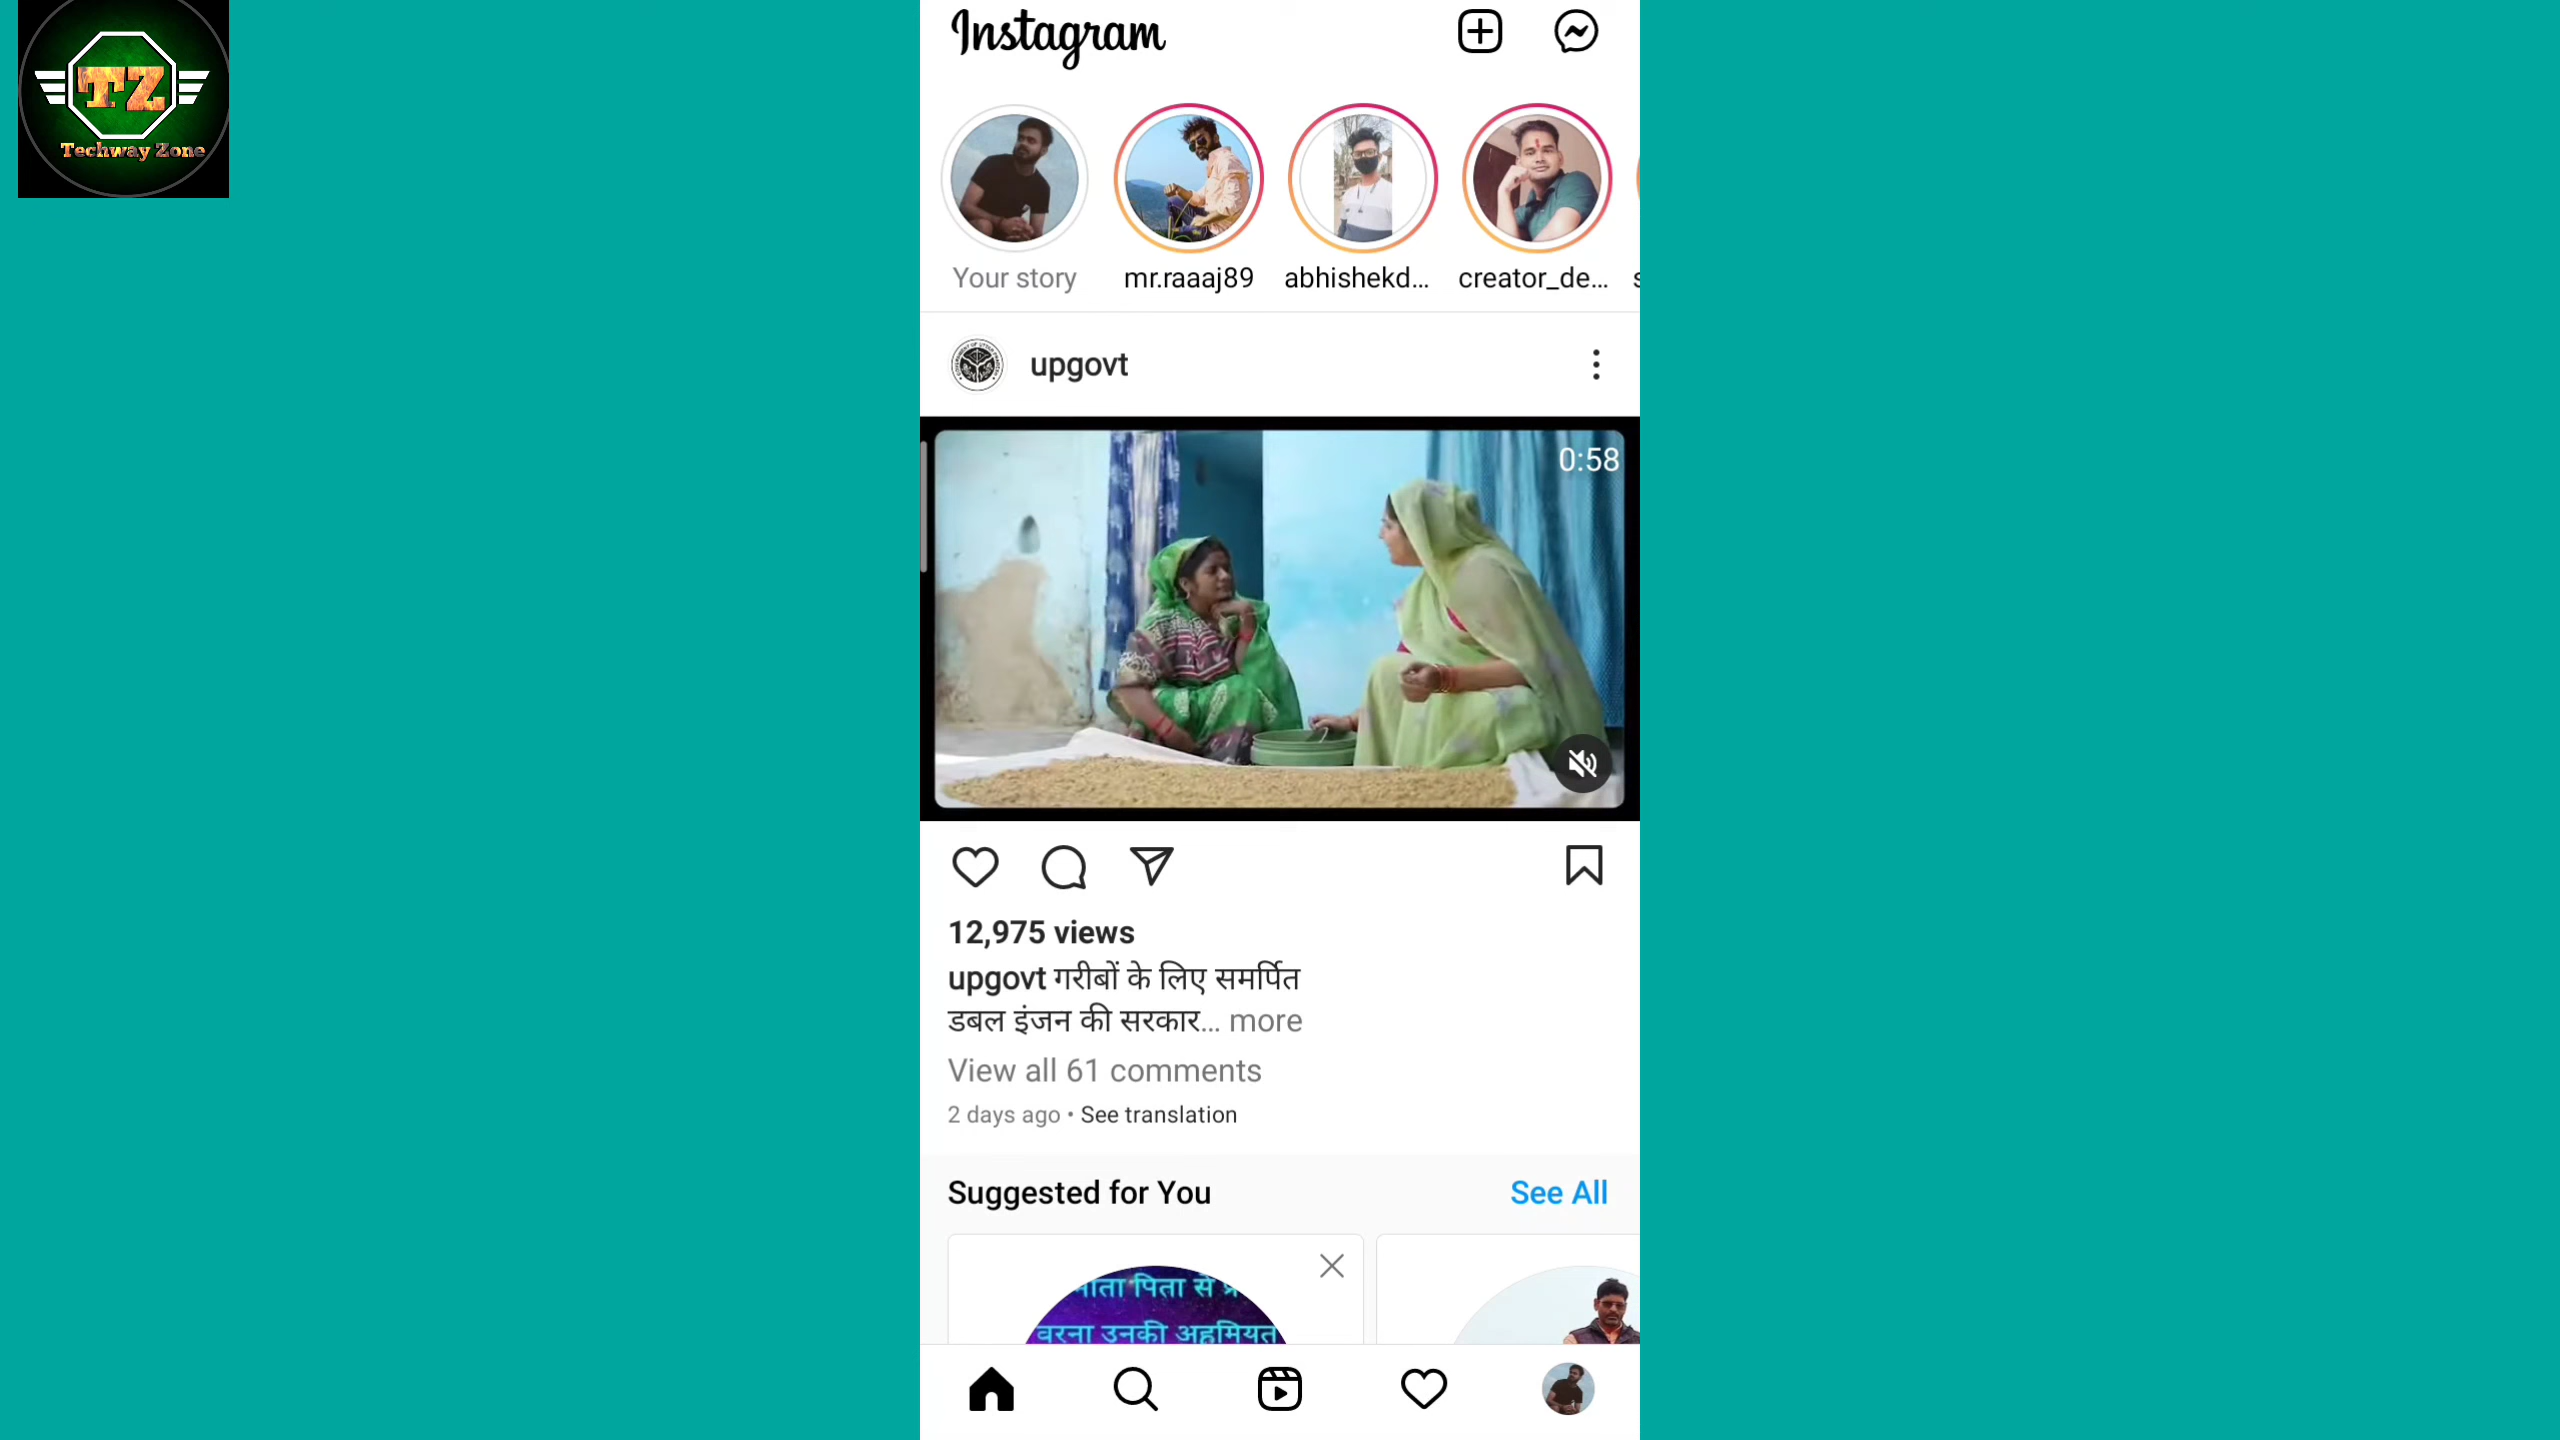 TZ
Techway Zone
Instagram
Your story
mr.raaaj89
abhishekd...
creator_de...
upgovt
0:58
12,975 views
upgovt गरीबों के लिए समर्पित
डबल इंजन की सरकार... more
View all 61 comments
2 days ago • See translation
Suggested for You
See All
माता पिता से
वरना उनकी अहमियत